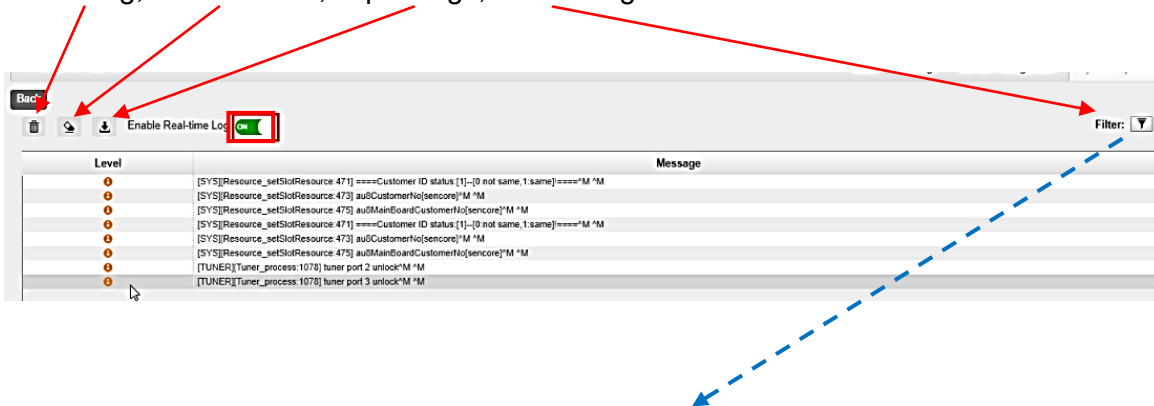 Back
Enable Real-time Log ON
Filter:
Level Message
[SYS][Resource_setSlotResource:471] ====Customer ID status:[1]--[0:not same,1:same]!====^M ^M
[SYS][Resource_setSlotResource:473] au8CustomerNo[sencore]^M ^M
[SYS][Resource_setSlotResource:475] au8MainBoardCustomerNo[sencore]^M ^M
[SYS][Resource_setSlotResource:471] ====Customer ID status:[1]--[0:not same,1:same]!====^M ^M
[SYS][Resource_setSlotResource:473] au8CustomerNo[sencore]^M ^M
[SYS][Resource_setSlotResource:475] au8MainBoardCustomerNo[sencore]^M ^M
[TUNER][Tuner_process:1078] tuner port 2 unlock^M ^M
[TUNER][Tuner_process:1078] tuner port 3 unlock^M ^M